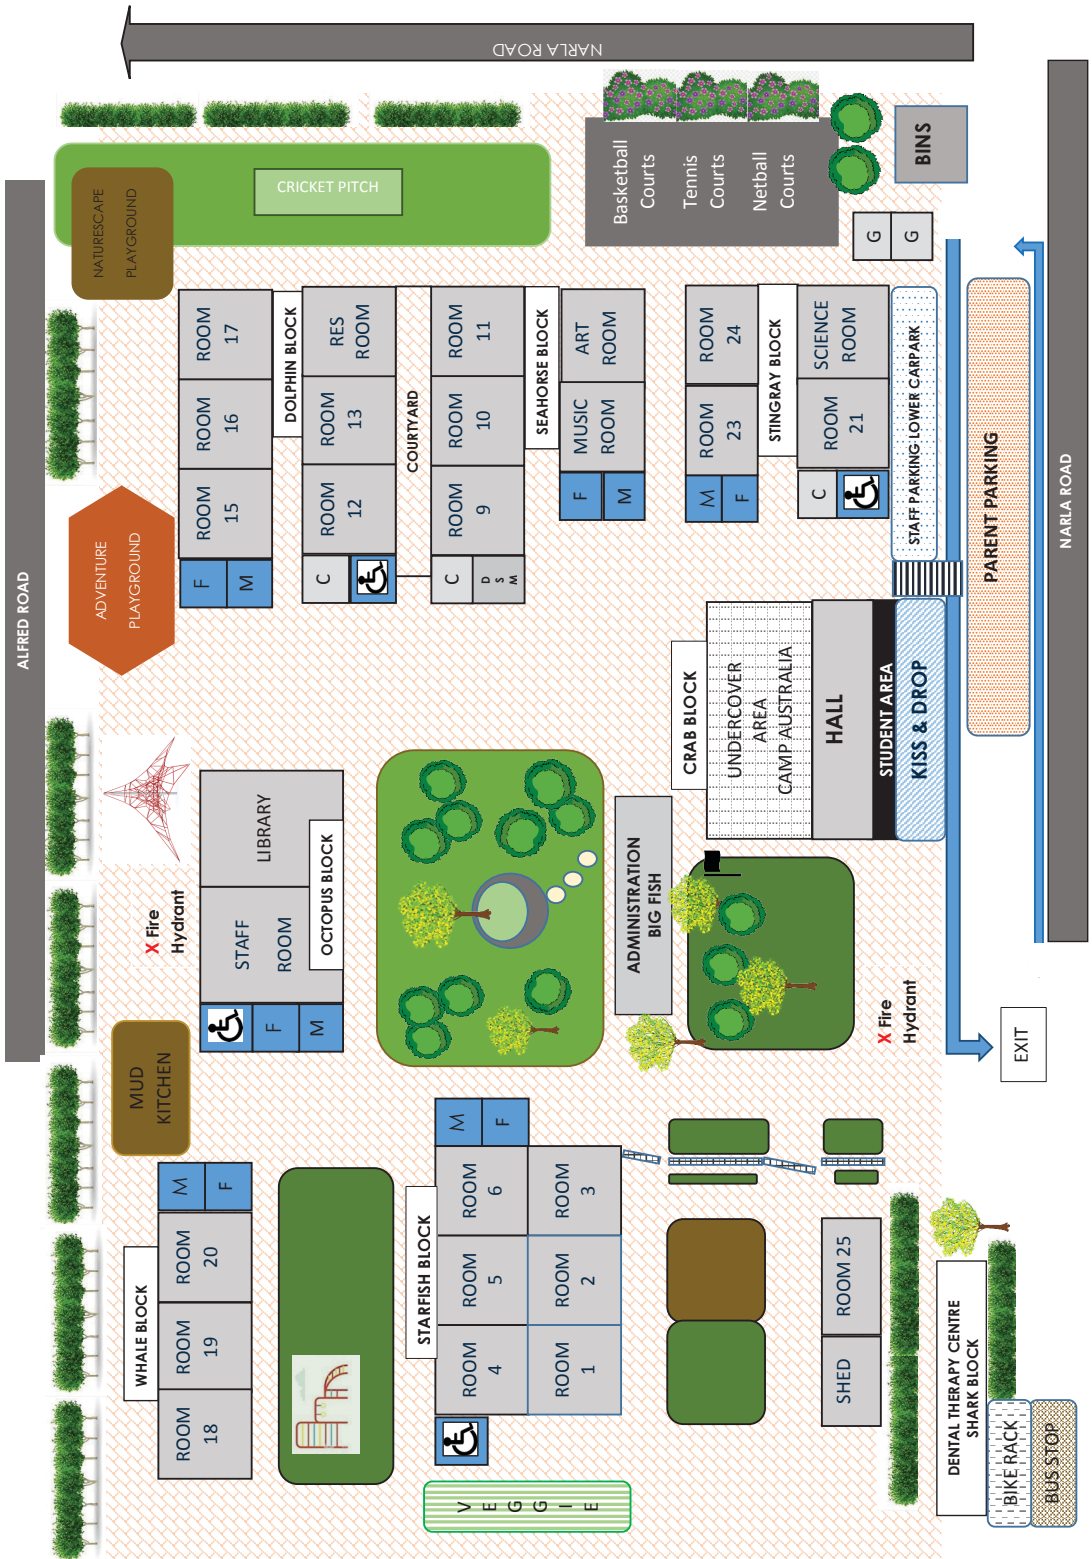 NARLA ROAD
ALFRED ROAD
NARLA ROAD
NATURESCAPE
PLAYGROUND
CRICKET PITCH
Basketball
Courts
Tennis
Courts
Netball
Courts
BINS
G
G
ADVENTURE
PLAYGROUND
ROOM
17
ROOM
16
ROOM
15
F
M
DOLPHIN BLOCK
RES
ROOM
ROOM
13
ROOM
12
C
COURTYARD
ROOM
11
ROOM
10
ROOM
9
C
D
S
M
SEAHORSE BLOCK
ART
ROOM
MUSIC
ROOM
F
M
ROOM
24
ROOM
23
M
F
STINGRAY BLOCK
SCIENCE
ROOM
ROOM
21
C
STAFF PARKING LOWER CARPARK
PARENT PARKING
CRAB BLOCK
UNDERCOVER
AREA
CAMP AUSTRALIA
HALL
STUDENT AREA
KISS & DROP
X Fire
Hydrant
LIBRARY
STAFF
ROOM
OCTOPUS BLOCK
F
M
ADMINISTRATION
BIG FISH
X Fire
Hydrant
EXIT
MUD
KITCHEN
M
F
ROOM
20
ROOM
19
ROOM
18
WHALE BLOCK
STARFISH BLOCK
M
F
ROOM
6
ROOM
5
ROOM
4
ROOM
3
ROOM
2
ROOM
1
V
E
G
G
I
E
ROOM 25
SHED
DENTAL THERAPY CENTRE
SHARK BLOCK
BIKE RACK
BUS STOP